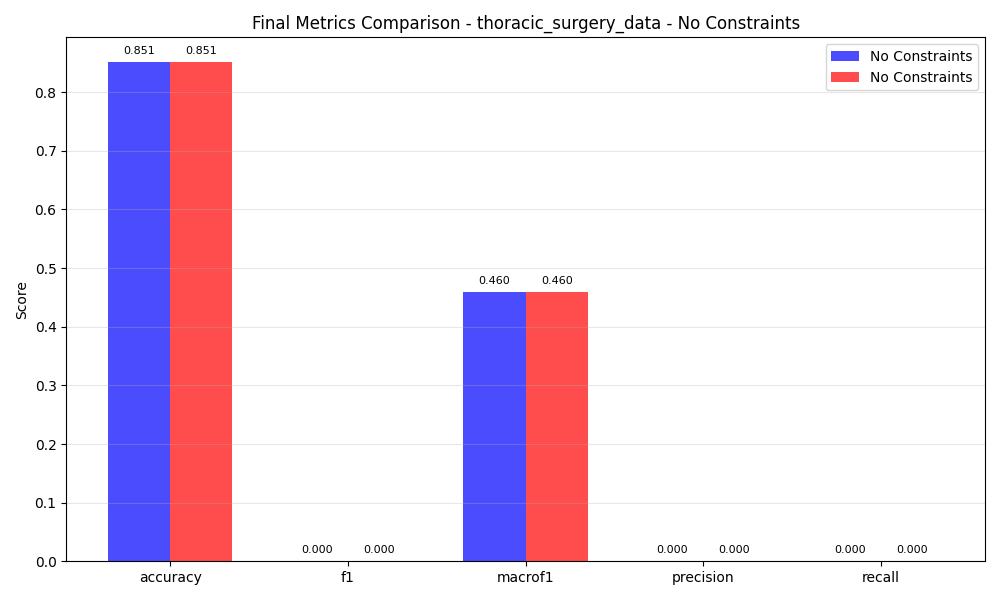 Final Metrics Comparison - thoracic_surgery_data - No Constraints
No Constraints
No Constraints
Score
0.8
0.7
0.6
0.5
0.4
0.3
0.2
0.1
0.0
0.851 0.851
0.000 0.000
0.460 0.460
0.000 0.000
0.000 0.000
accuracy f1 macrof1 precision recall